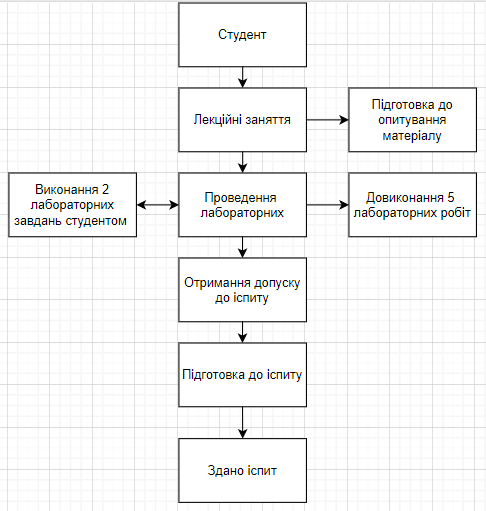 Студент
Лекційні заняття
Підготовка до
опитування
матеріалу
Виконання 2
лабораторних
завдань студентом
Проведення
лабораторних
Довиконання 5
лабораторних робіт
Отримання допуску
до іспиту
Підготовка до іспиту
Здано іспит